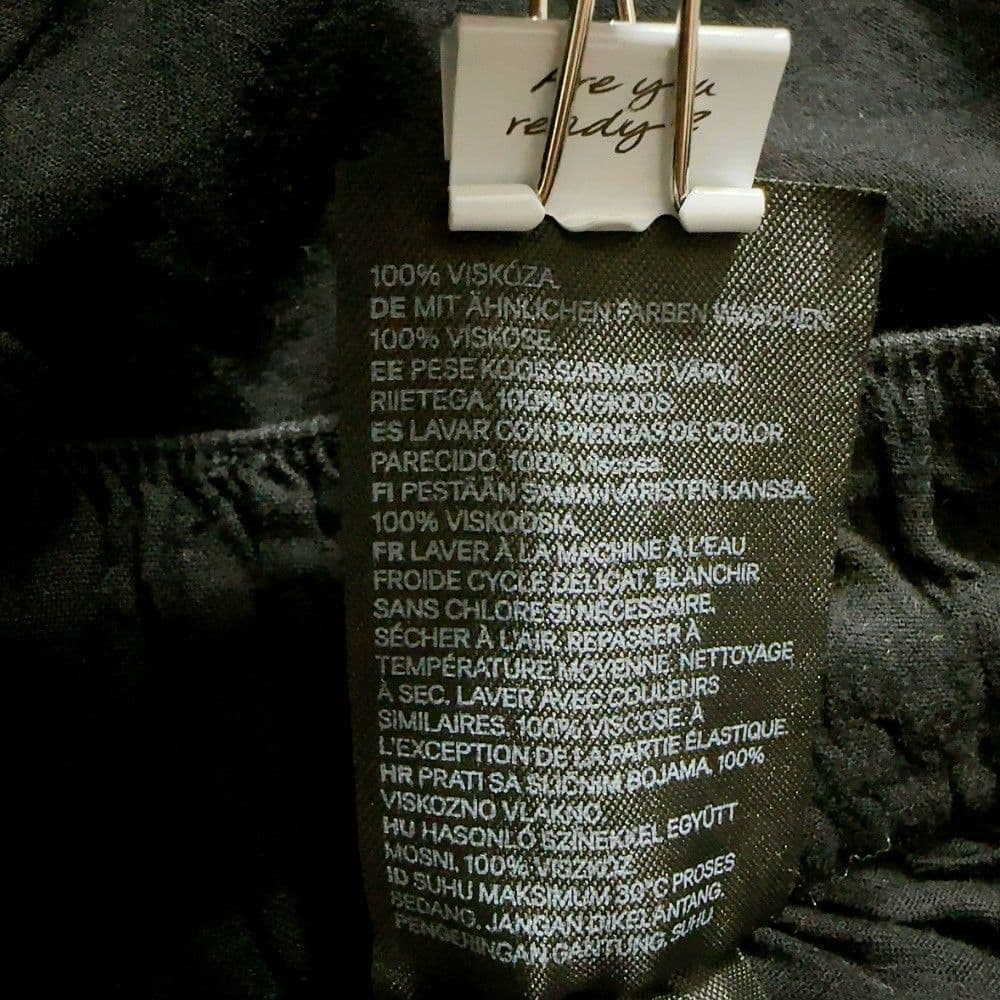 Are you
ready?
100% VISKÓZA.
DE MIT ÄHNLICHEN FARBEN WASCHEN.
100% VISKOSE.
EE PESE KOOS SARNAST VÄRVI
RIIETEGA. 100% VISKOOS.
ES LAVAR CON PRENDAS DE COLOR
PARECIDO. 100% viscosa.
FI PESTÄÄN SAMANVÄRISTEN KANSSA.
100% VISKOOSIA.
FR LAVER À LA MACHINE À L'EAU
FROIDE CYCLE DÉLICAT. BLANCHIR
SANS CHLORE SI NÉCESSAIRE.
SÉCHER À L'AIR. REPASSER À
TEMPÉRATURE MOYENNE. NETTOYAGE
À SEC. LAVER AVEC COULEURS
SIMILAIRES. 100% VISCOSE. À
L'EXCEPTION DE LA PARTIE ÉLASTIQUE.
HR PRATI SA SLIČNIM BOJAMA. 100%
VISKOZNO VLAKNO.
HU HASONLÓ SZÍNEKKEL EGYÜTT
MOSNI. 100% VISZKÓZ.
ID SUHU MAKSIMUM 30°C PROSES
SEDANG. JANGAN DIKELANTANG.
PENGERINGAN GANTUNG. SUHU